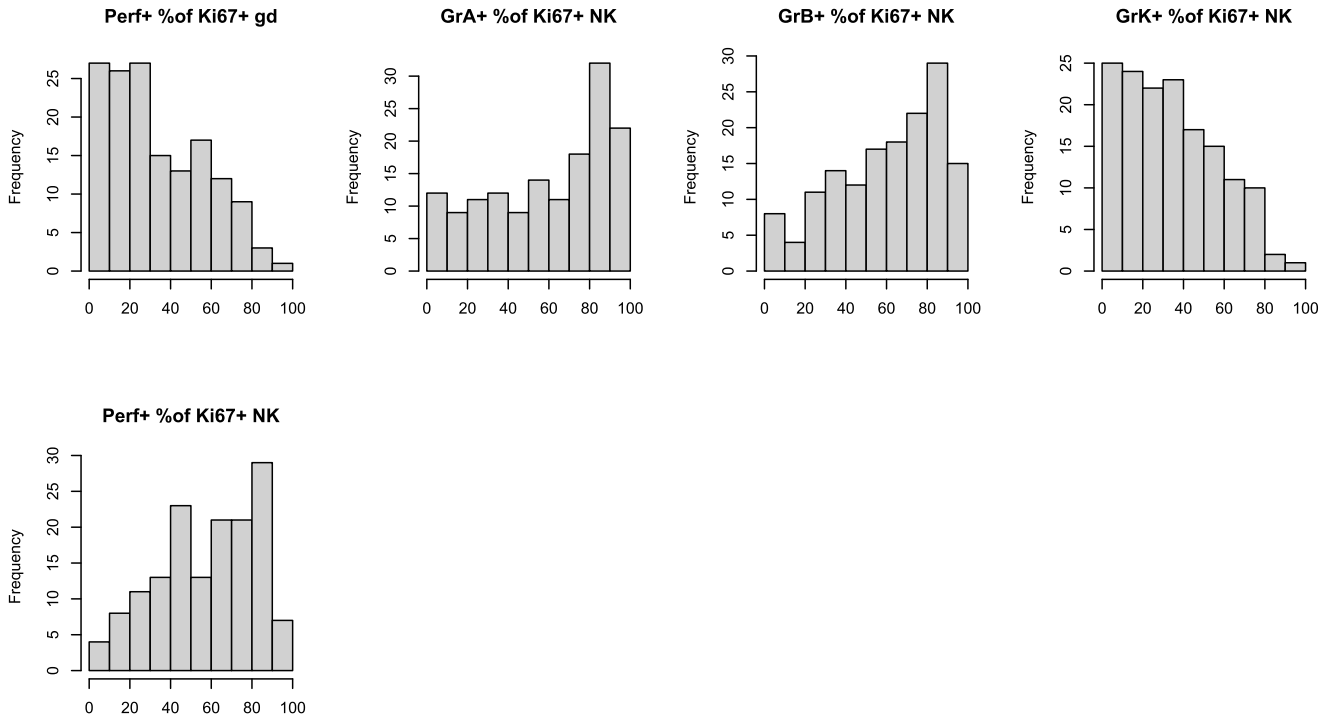 Perf+ %of Ki67+ gd
GrA+ %of Ki67+ NK
GrB+ %of Ki67+ NK
GrK+ %of Ki67+ NK
Frequency
0 5 10 15 20 25
0 20 40 60 80 100
Frequency
0 5 10 15 20 25 30
0 20 40 60 80 100
Frequency
0 5 10 15 20 25 30
0 20 40 60 80 100
Frequency
0 5 10 15 20 25
0 20 40 60 80 100
Perf+ %of Ki67+ NK
Frequency
0 5 10 15 20 25 30
0 20 40 60 80 100